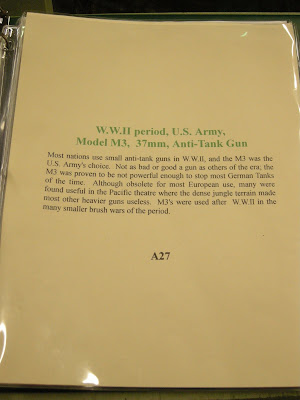 W.W.II period, U.S. Army,
Model M3, 37mm, Anti-Tank Gun
Most nations use small anti-tank guns in W.W.II, and the M3 was the
U.S. Army's choice. Not as bad or good a gun as others of the era; the
M3 was proven to be not powerful enough to stop most German Tanks
of the time. Although obsolete for most European use, many were
found useful in the Pacific theatre where the dense jungle terrain made
most other heavier guns useless. M3's were used after W.W.II in the
many smaller brush wars of the period.
A27